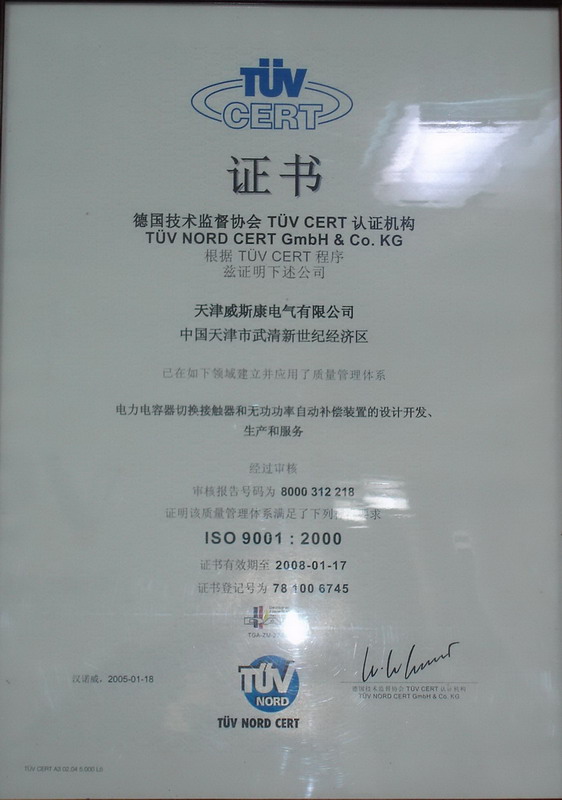 TÜV
CERT
证书
德国技术监督协会 TÜV CERT 认证机构
TÜV NORD CERT GmbH & Co. KG
根据 TÜV CERT 程序
兹证明下述公司
天津威斯康电气有限公司
中国天津市武清新世纪经济区
已在如下领域建立并应用了质量管理体系
电力电容器切换接触器和无功功率自动补偿装置的设计开发、
生产和服务
经过审核
审核报告号码为 8000 312 218
证明该质量管理体系满足了下列 求
ISO 9001 : 2000
证书有效期至 2008-01-17
证书登记号为 78 100 6745
汉诺威，2005-01-18
TÜV
NORD
TÜV NORD CERT
德国技术监督协会 TÜV CERT 认证机构
TÜV NORD CERT GmbH & Co. KG